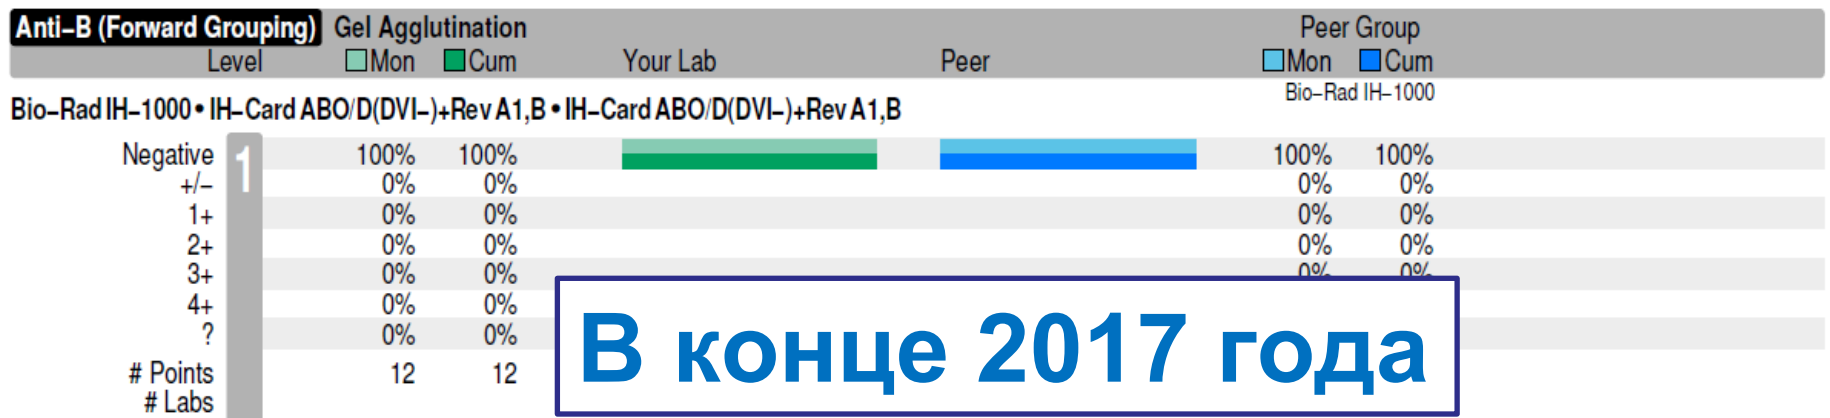 Anti–B (Forward Grouping) Gel Agglutination Peer Group
Level Mon Cum Your Lab Peer Mon Cum
Bio–Rad IH–1000
Bio–Rad IH–1000 • IH–Card ABO/D(DVI–)+Rev A1,B • IH–Card ABO/D(DVI–)+Rev A1,B
1
Negative 100% 100% 100% 100%
+/– 0% 0% 0% 0%
1+ 0% 0% 0% 0%
2+ 0% 0% 0% 0%
3+ 0% 0% 0% 0%
4+ 0% 0%
? 0% 0%
В конце 2017 года
# Points 12 12
# Labs